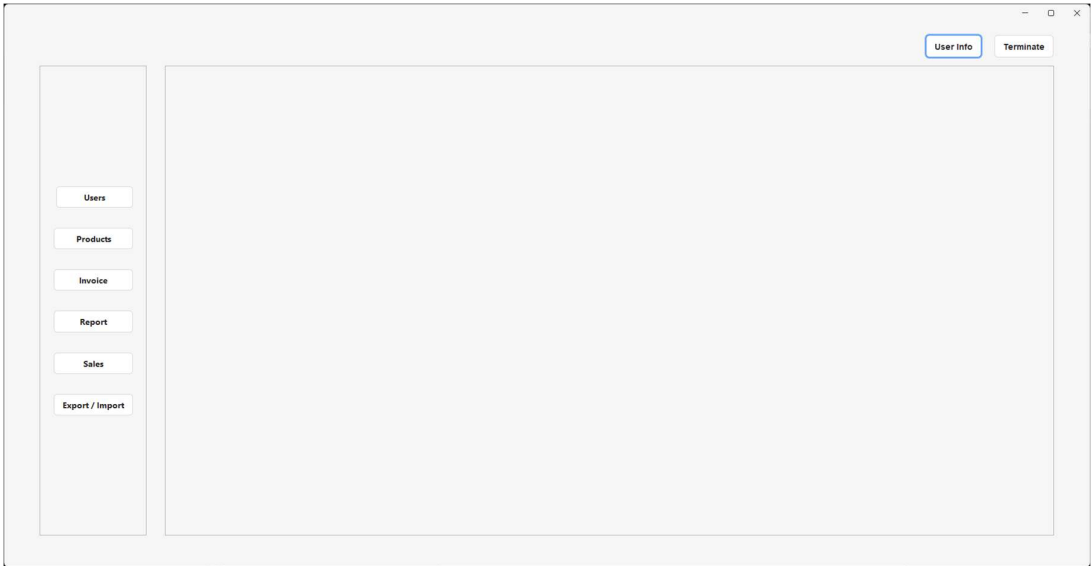 User Info
Terminate
Users
Products
Invoice
Report
Sales
Export / Import